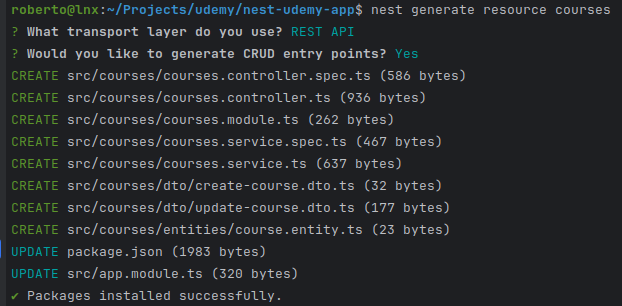 roberto@lnx:~/Projects/udemy/nest-udemy-app$ nest generate resource courses
? What transport layer do you use? REST API
? Would you like to generate CRUD entry points? Yes
CREATE src/courses/courses.controller.spec.ts (586 bytes)
CREATE src/courses/courses.controller.ts (936 bytes)
CREATE src/courses/courses.module.ts (262 bytes)
CREATE src/courses/courses.service.spec.ts (467 bytes)
CREATE src/courses/courses.service.ts (637 bytes)
CREATE src/courses/dto/create-course.dto.ts (32 bytes)
CREATE src/courses/dto/update-course.dto.ts (177 bytes)
CREATE src/courses/entities/course.entity.ts (23 bytes)
UPDATE package.json (1983 bytes)
UPDATE src/app.module.ts (320 bytes)
✔ Packages installed successfully.